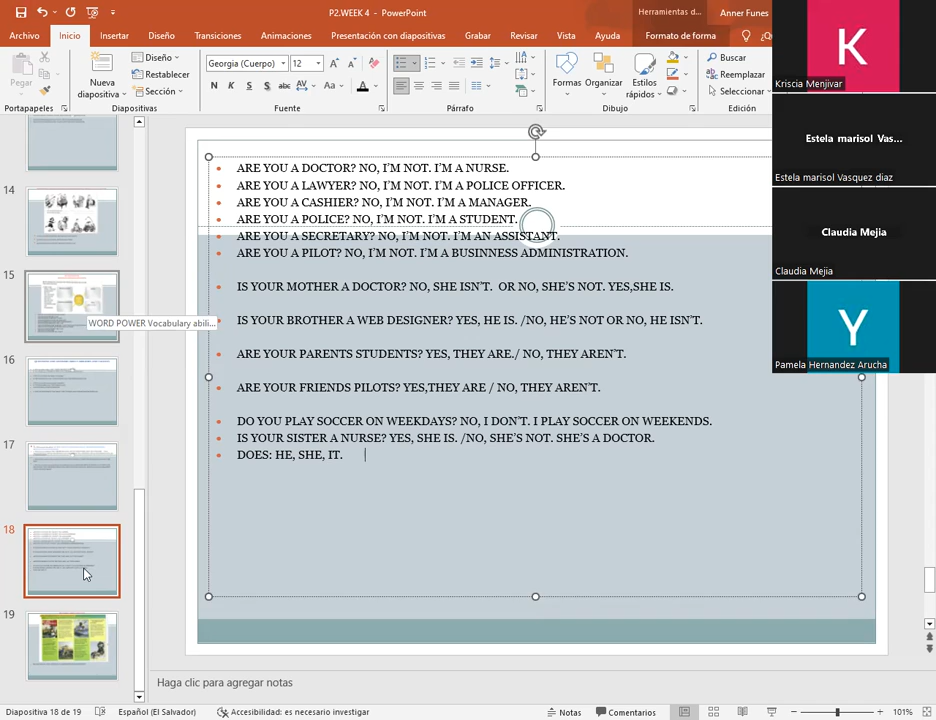 P2.WEEK 4 - PowerPoint
Herramientas d...
Anner Funes
Archivo
Inicio
Insertar
Diseño
Transiciones
Animaciones
Presentación con diapositivas
Grabar
Revisar
Vista
Ayuda
Formato de forma
Pegar
Nueva diapositiva
Diseño
Restablecer
Sección
Georgia (Cuerpo)
12
N K S S abc AV Aa A
Formas
Organizar
Estilos rápidos
Buscar
Reemplazar
Seleccionar
Portapapeles
Diapositivas
Fuente
Párrafo
Dibujo
Edición
K
Kriscia Menjivar
Estela marisol Vas...
Estela marisol Vasquez diaz
Claudia Mejia
Claudia Mejia
Y
Pamela Hernandez Arucha
14
15
WORD POWER Vocabulary abili...
16
17
18
19
ARE YOU A DOCTOR? NO, I'M NOT. I'M A NURSE.
ARE YOU A LAWYER? NO, I'M NOT. I'M A POLICE OFFICER.
ARE YOU A CASHIER? NO, I'M NOT. I'M A MANAGER.
ARE YOU A POLICE? NO, I'M NOT. I'M A STUDENT.
ARE YOU A SECRETARY? NO, I'M NOT. I'M AN ASSISTANT.
ARE YOU A PILOT? NO, I'M NOT. I'M A BUSINNESS ADMINISTRATION.
IS YOUR MOTHER A DOCTOR? NO, SHE ISN'T. OR NO, SHE'S NOT. YES,SHE IS.
IS YOUR BROTHER A WEB DESIGNER? YES, HE IS. /NO, HE'S NOT OR NO, HE ISN'T.
ARE YOUR PARENTS STUDENTS? YES, THEY ARE./ NO, THEY AREN'T.
ARE YOUR FRIENDS PILOTS? YES,THEY ARE / NO, THEY AREN'T.
DO YOU PLAY SOCCER ON WEEKDAYS? NO, I DON'T. I PLAY SOCCER ON WEEKENDS.
IS YOUR SISTER A NURSE? YES, SHE IS. /NO, SHE'S NOT. SHE'S A DOCTOR.
DOES: HE, SHE, IT.
Haga clic para agregar notas
Diapositiva 18 de 19
Español (El Salvador)
Accesibilidad: es necesario investigar
Notas
Comentarios
101%